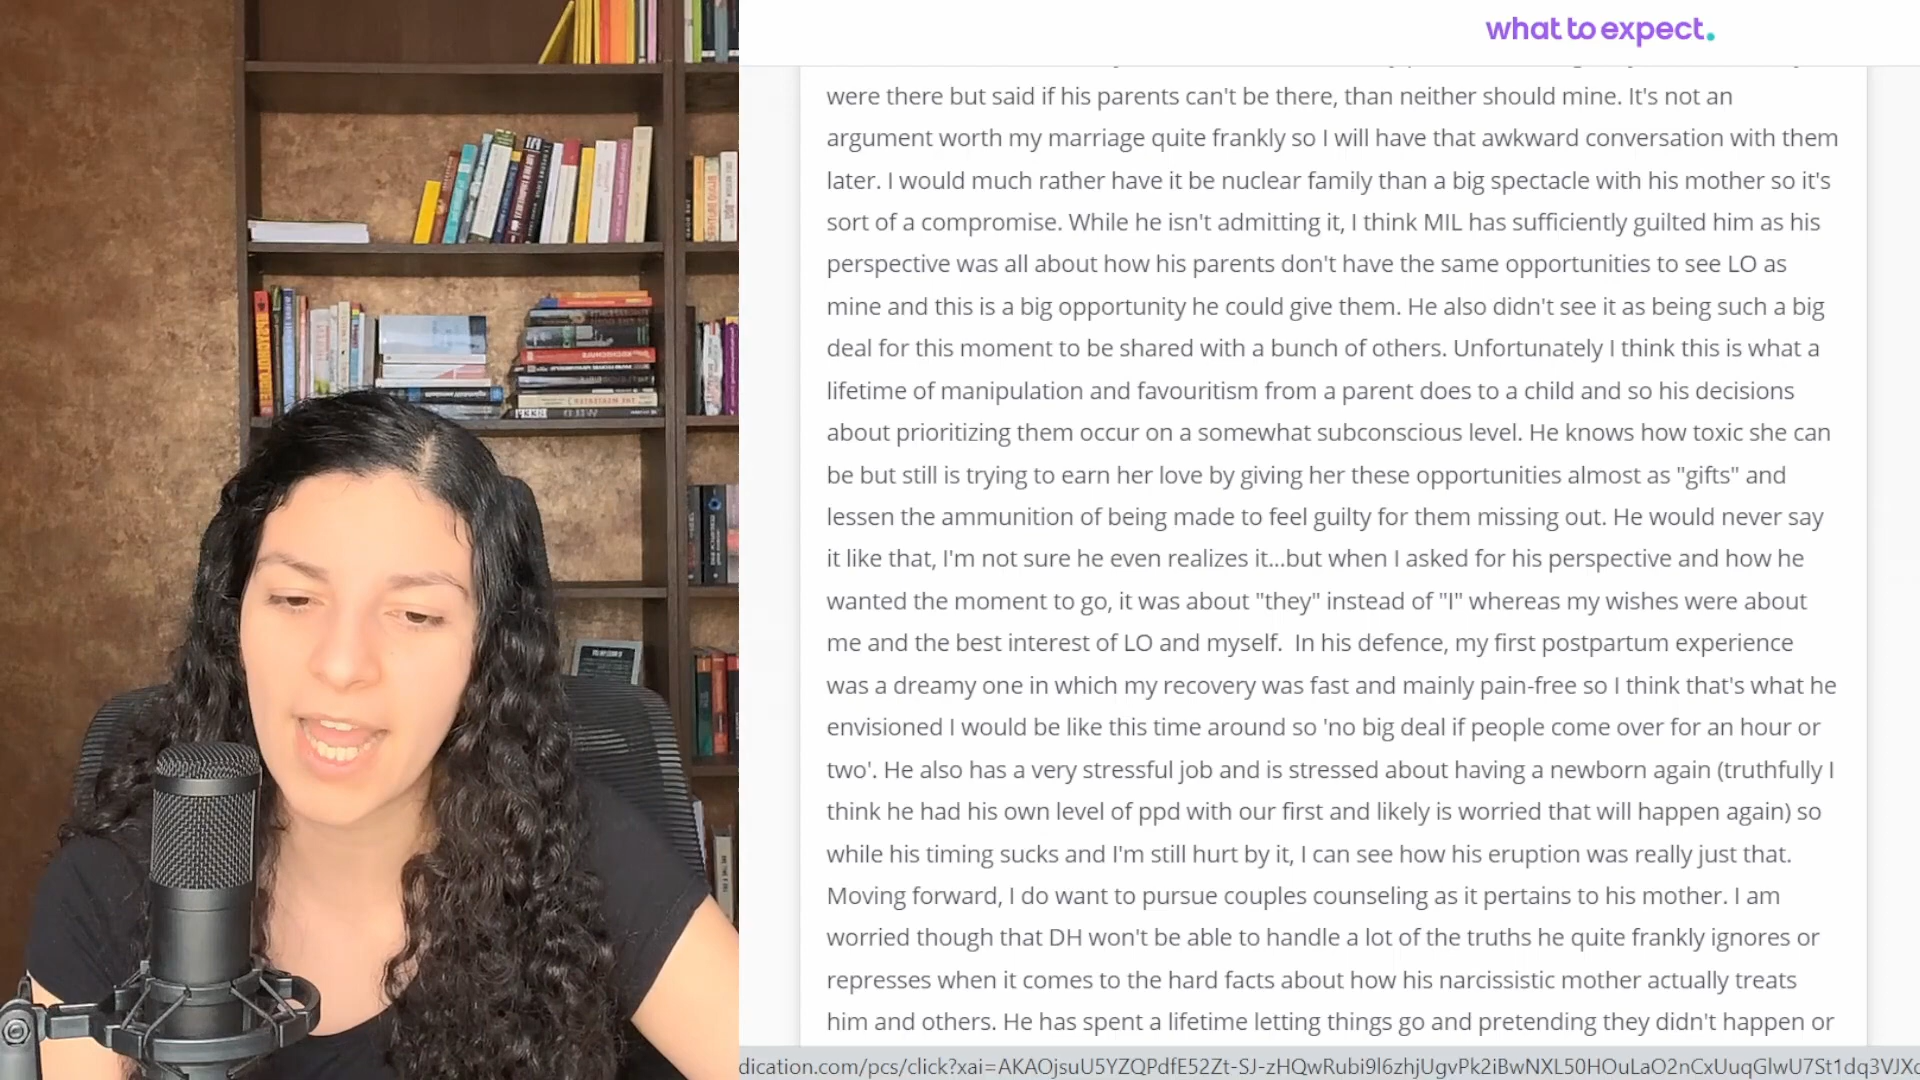 what to expect.
were there but said if his parents can't be there, than neither should mine. It's not an
argument worth my marriage quite frankly so I will have that awkward conversation with them
later. I would much rather have it be nuclear family than a big spectacle with his mother so it's
sort of a compromise. While he isn't admitting it, I think MIL has sufficiently guilted him as his
perspective was all about how his parents don't have the same opportunities to see LO as
mine and this is a big opportunity he could give them. He also didn't see it as being such a big
deal for this moment to be shared with a bunch of others. Unfortunately I think this is what a
lifetime of manipulation and favouritism from a parent does to a child and so his decisions
about prioritizing them occur on a somewhat subconscious level. He knows how toxic she can
be but still is trying to earn her love by giving her these opportunities almost as "gifts" and
lessen the ammunition of being made to feel guilty for them missing out. He would never say
it like that, I'm not sure he even realizes it...but when I asked for his perspective and how he
wanted the moment to go, it was about "they" instead of "I" whereas my wishes were about
me and the best interest of LO and myself.  In his defence, my first postpartum experience
was a dreamy one in which my recovery was fast and mainly pain-free so I think that's what he
envisioned I would be like this time around so 'no big deal if people come over for an hour or
two'. He also has a very stressful job and is stressed about having a newborn again (truthfully I
think he had his own level of ppd with our first and likely is worried that will happen again) so
while his timing sucks and I'm still hurt by it, I can see how his eruption was really just that.
Moving forward, I do want to pursue couples counseling as it pertains to his mother. I am
worried though that DH won't be able to handle a lot of the truths he quite frankly ignores or
represses when it comes to the hard facts about how his narcissistic mother actually treats
him and others. He has spent a lifetime letting things go and pretending they didn't happen or
dication.com/pcs/click?xai=AKAOjsuU5YZQPdfE52Zt-SJ-zHQwRubi9l6zhjUgvPk2iBwNXL50HOuLaO2nCxUuqGlwU7St1dq3VJX